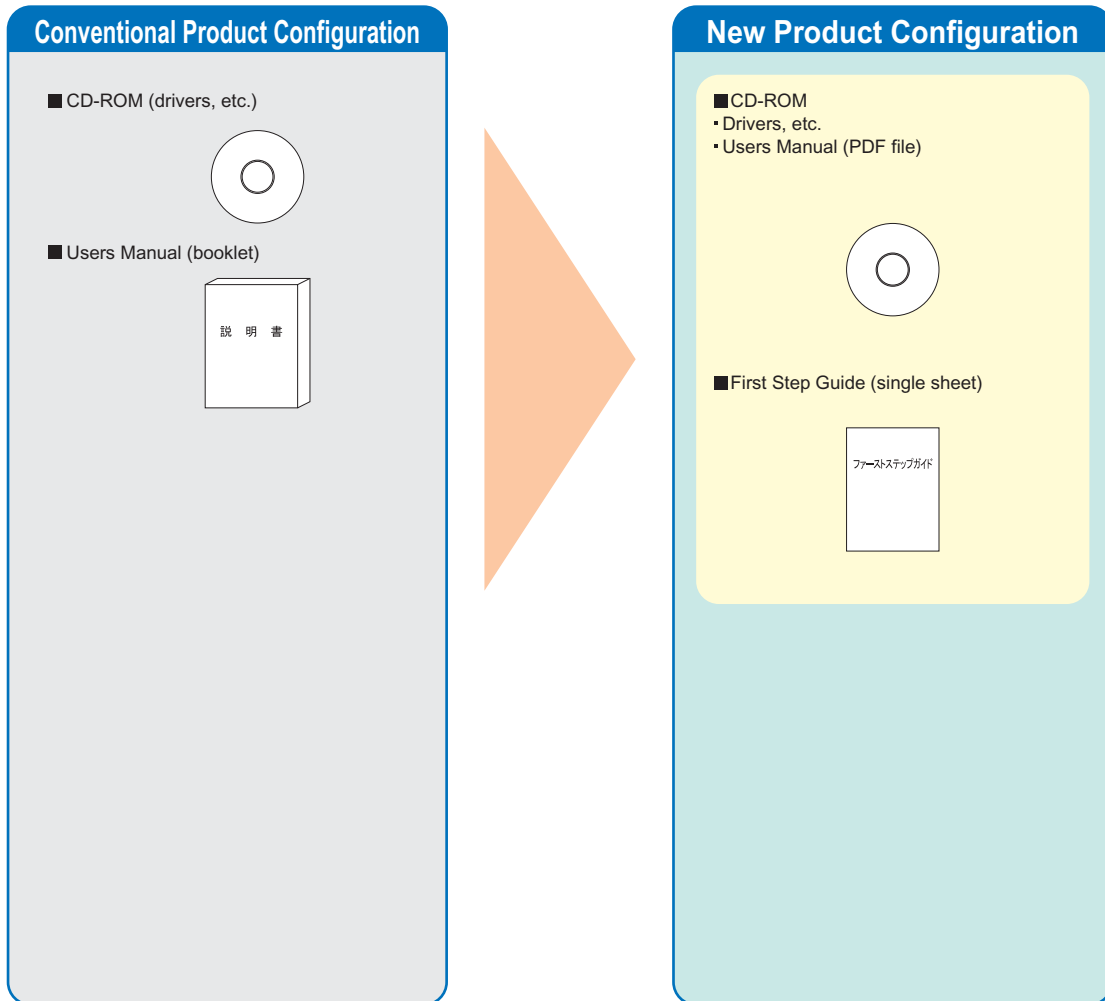 Conventional Product Configuration
■ CD-ROM (drivers, etc.)
■ Users Manual (booklet)
説 明 書
New Product Configuration
■ CD-ROM
・Drivers, etc.
・Users Manual (PDF file)
■ First Step Guide (single sheet)
ファーストステップガイド